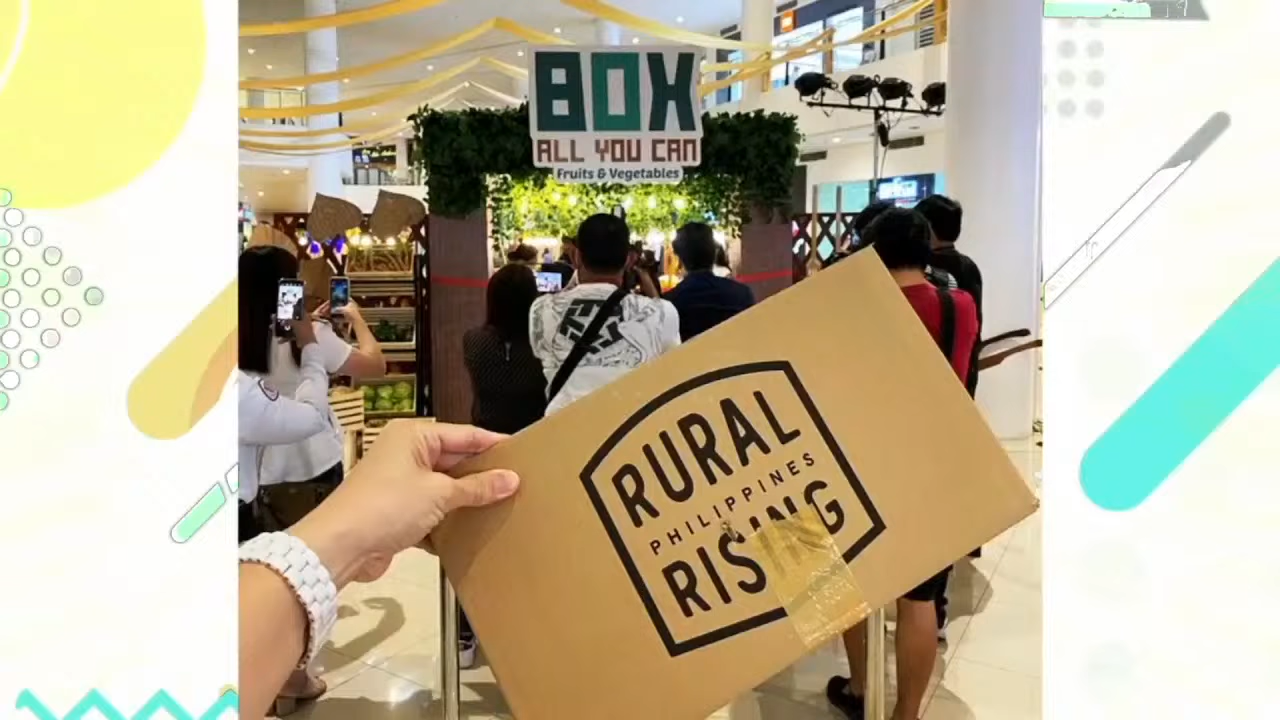 BOX
ALL YOU CAN
Fruits & Vegetables
RURAL
PHILIPPINES
RISING